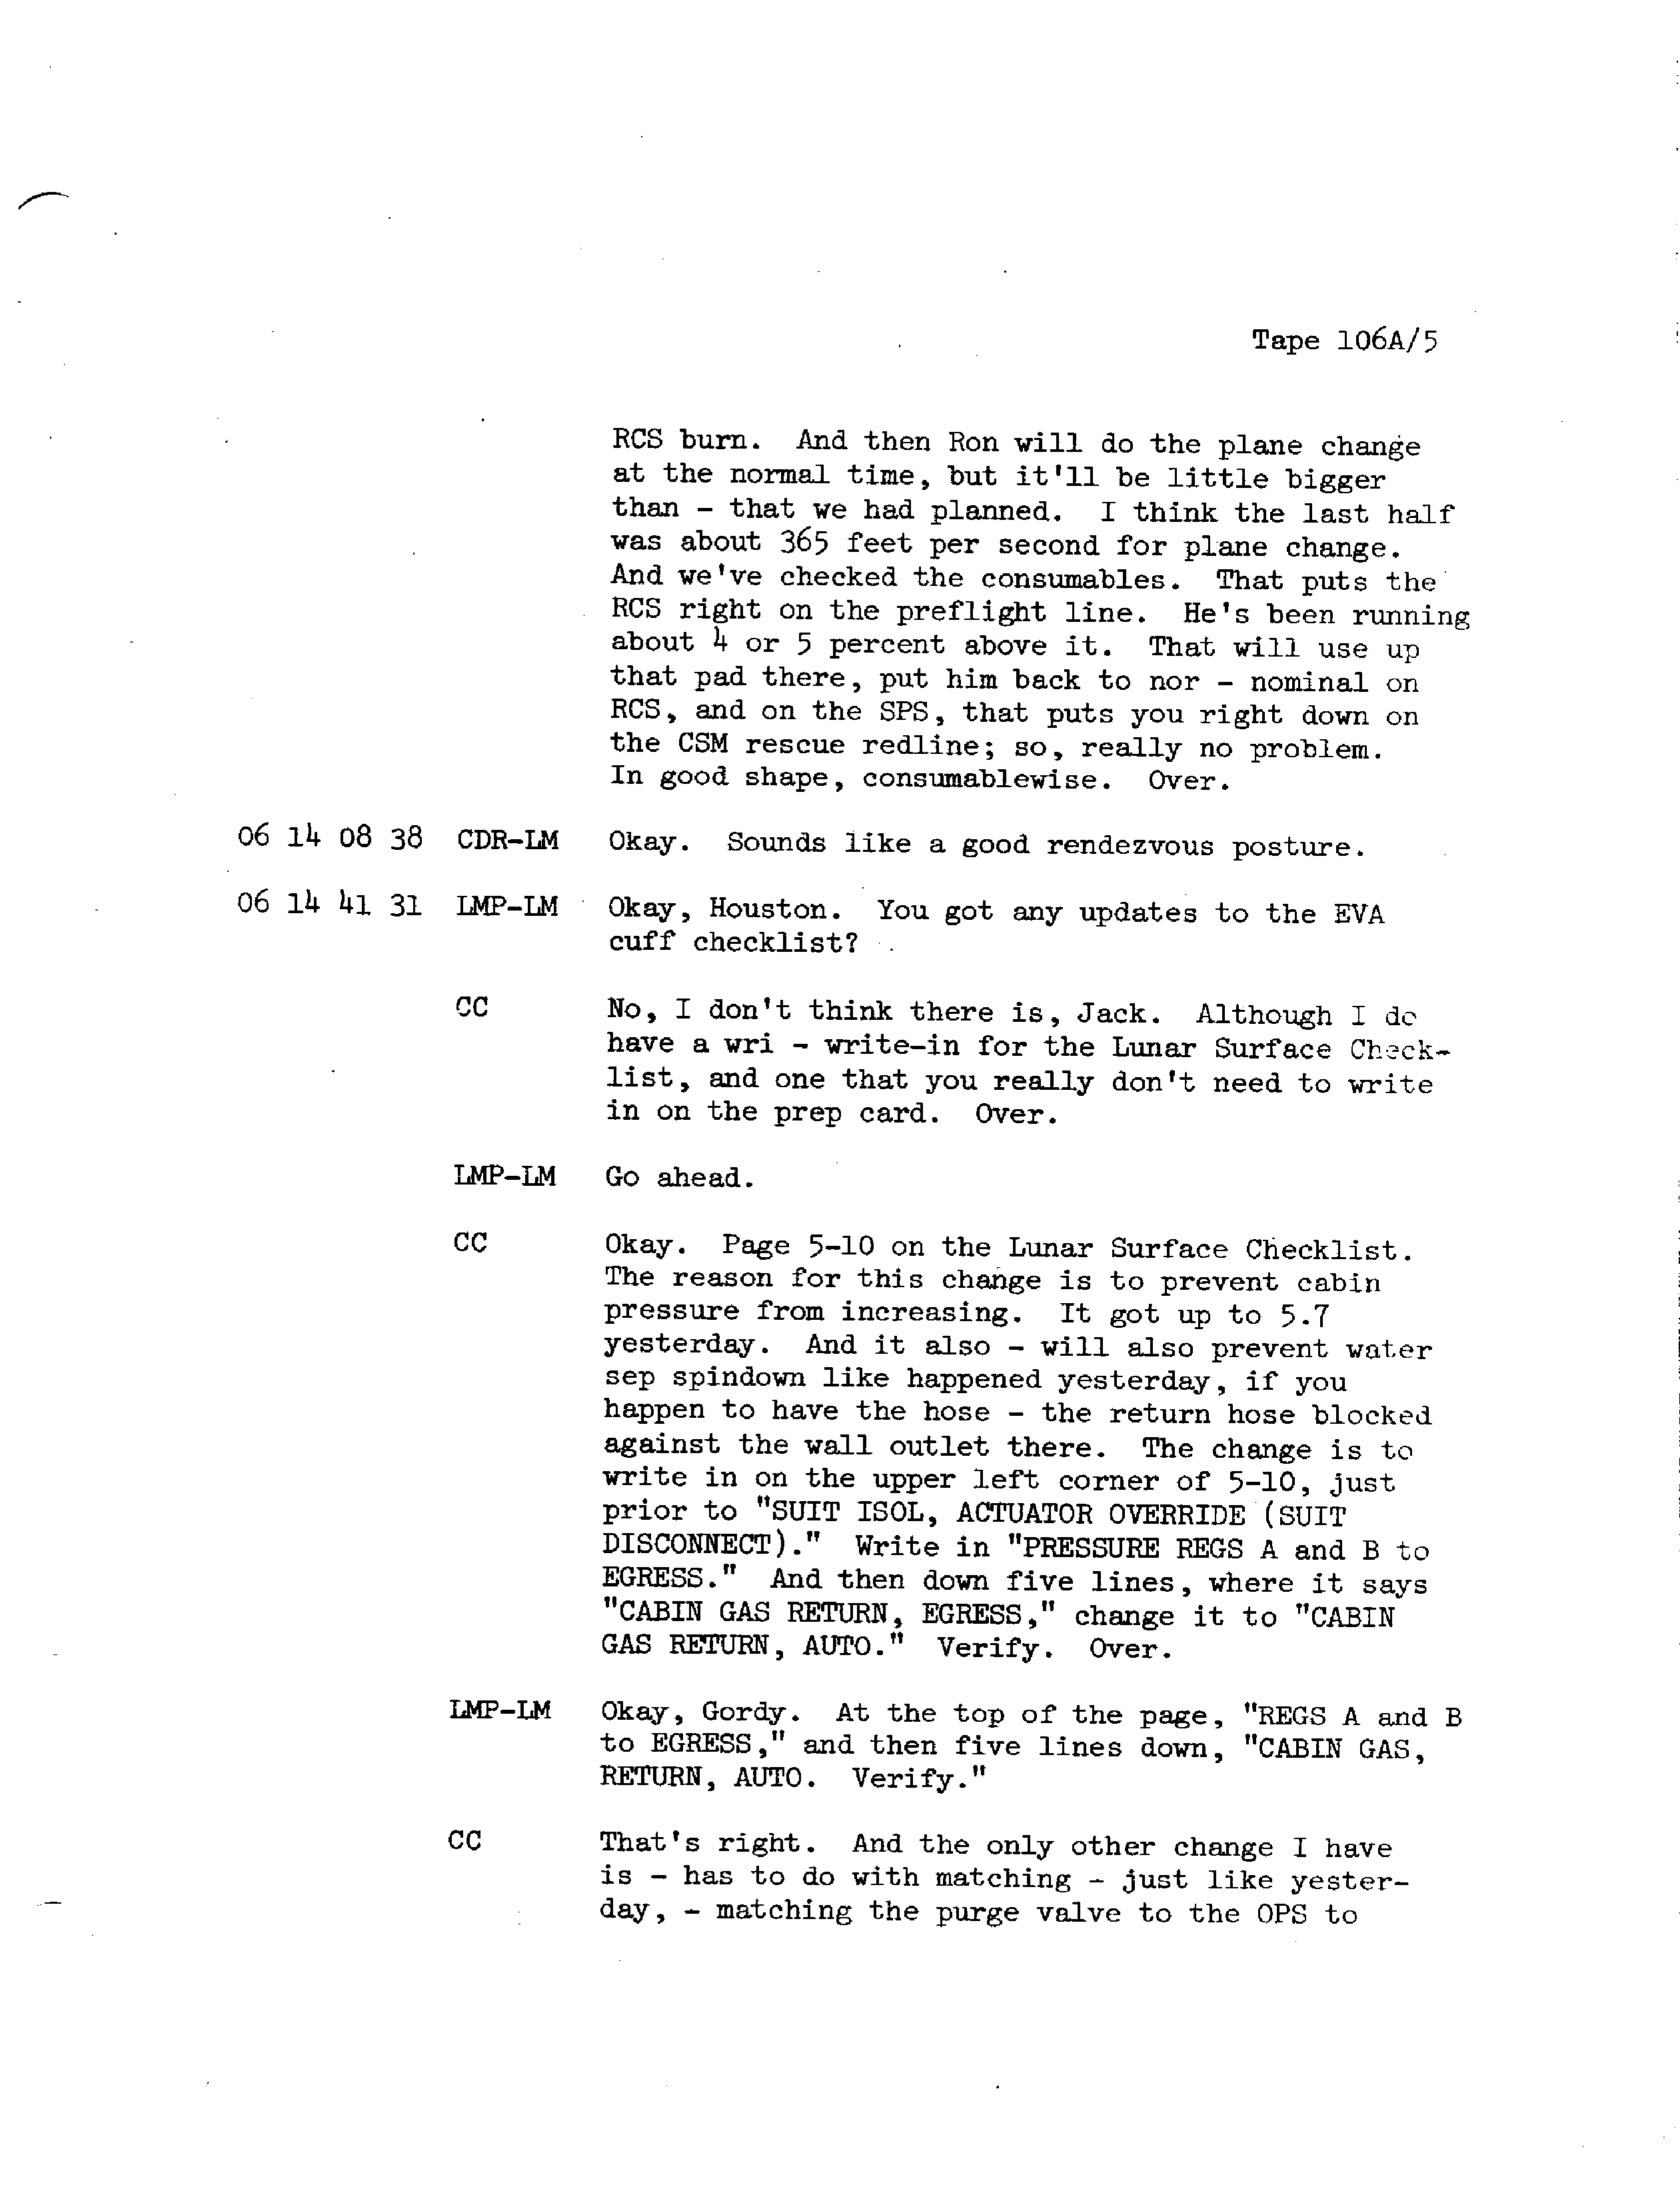 Tape 106A/5
RCS burn. And then Ron will do the plane change
at the normal time, but it'll be little bigger
than - that we had planned. I think the last half
was about 365 feet per second for plane change.
And we've checked the consumables. That puts the
RCS right on the preflight line. He's been running
about 4 or 5 percent above it. That will use up
that pad there, put him back to nor - nominal on
RCS, and on the SPS, that puts you right down on
the CSM rescue redline; so, really no problem.
In good shape, consumablewise. Over.
06 14 08 38 CDR-LM Okay. Sounds like a good rendezvous posture.
06 14 41 31 LMP-LM Okay, Houston. You got any updates to the EVA
cuff checklist?
CC No, I don't think there is, Jack. Although I do
have a wri - write-in for the Lunar Surface Check-
list, and one that you really don't need to write
in on the prep card. Over.
LMP-LM Go ahead.
CC Okay. Page 5-10 on the Lunar Surface Checklist.
The reason for this change is to prevent cabin
pressure from increasing. It got up to 5.7
yesterday. And it also - will also prevent water
sep spindown like happened yesterday, if you
happen to have the hose - the return hose blocked
against the wall outlet there. The change is to
write in on the upper left corner of 5-10, just
prior to "SUIT ISOL, ACTUATOR OVERRIDE (SUIT
DISCONNECT)." Write in "PRESSURE REGS A and B to
EGRESS." And then down five lines, where it says
"CABIN GAS RETURN, EGRESS," change it to "CABIN
GAS RETURN, AUTO." Verify. Over.
LMP-LM Okay, Gordy. At the top of the page, "REGS A and B
to EGRESS," and then five lines down, "CABIN GAS,
RETURN, AUTO. Verify."
CC That's right. And the only other change I have
is - has to do with matching - just like yester-
day, - matching the purge valve to the OPS to